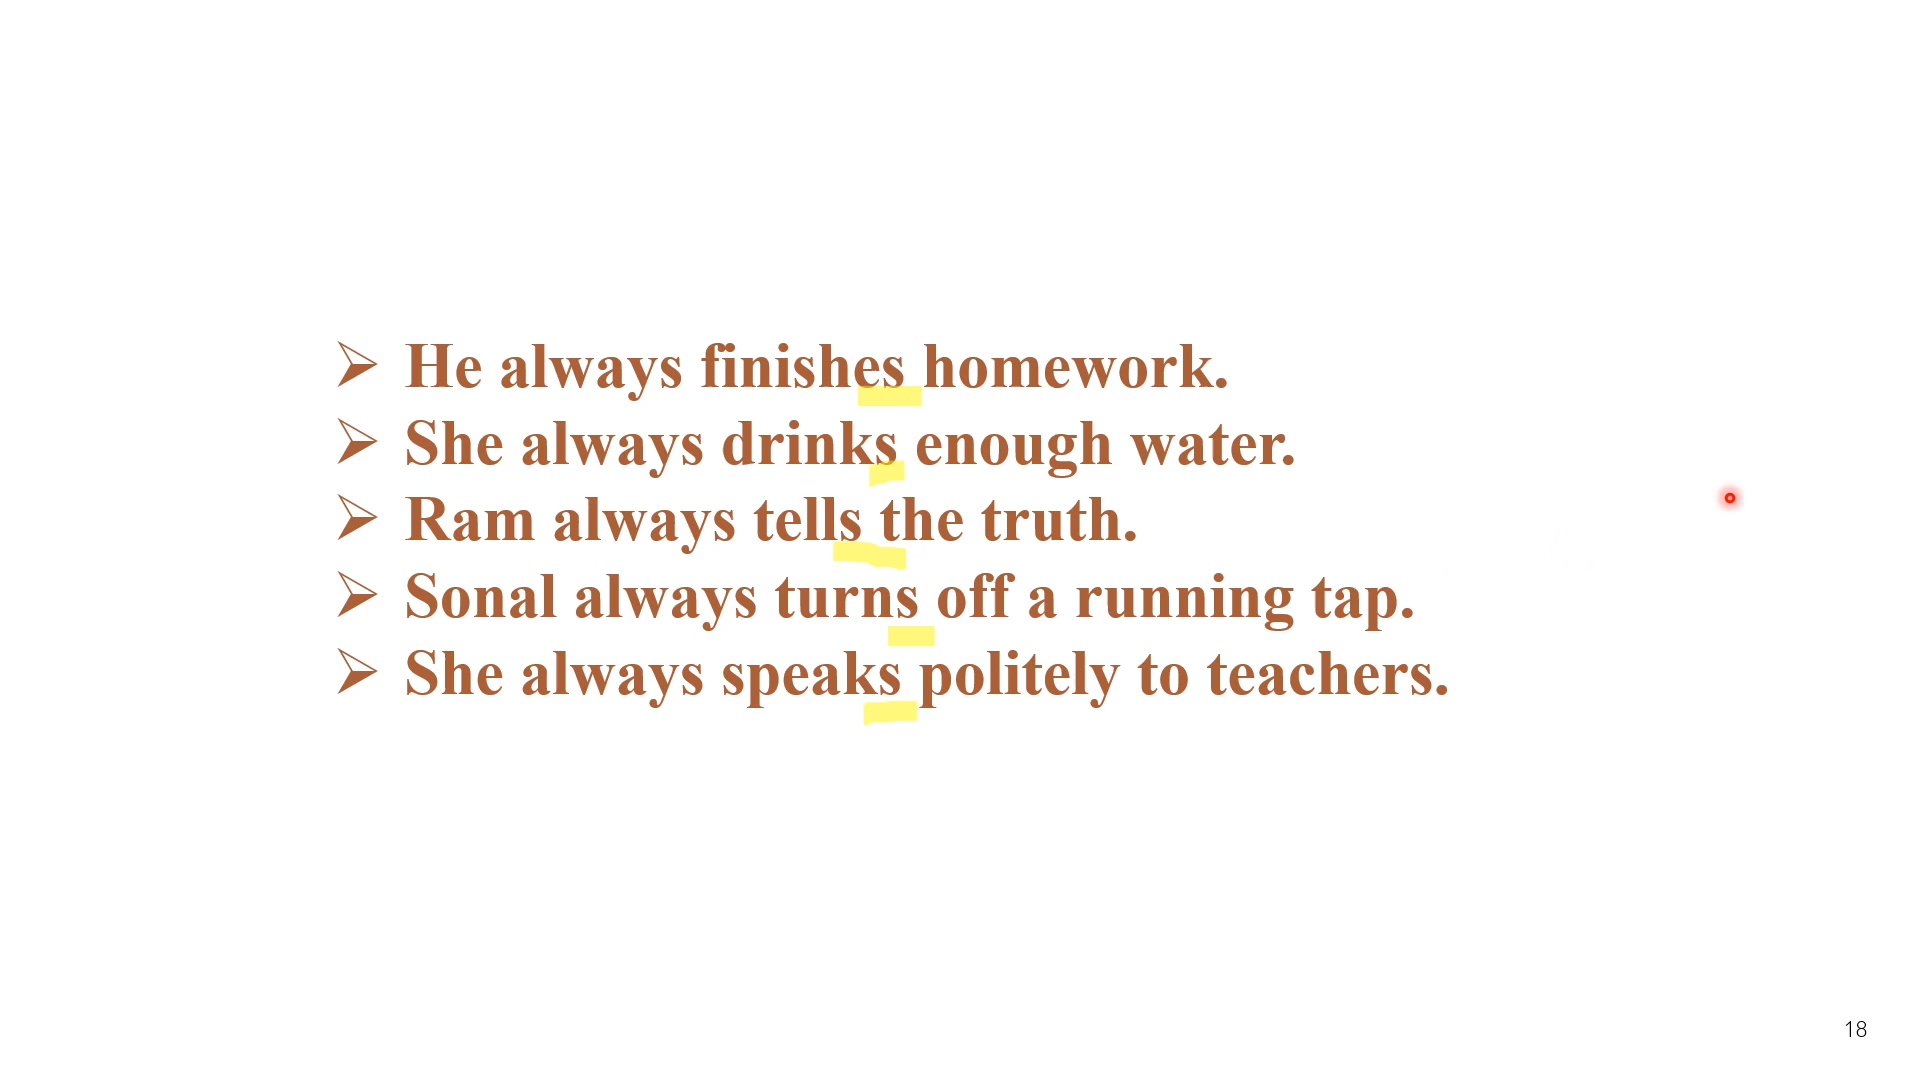 ➢ He always finishes homework.
➢ She always drinks enough water.
➢ Ram always tells the truth.
➢ Sonal always turns off a running tap.
➢ She always speaks politely to teachers.
18